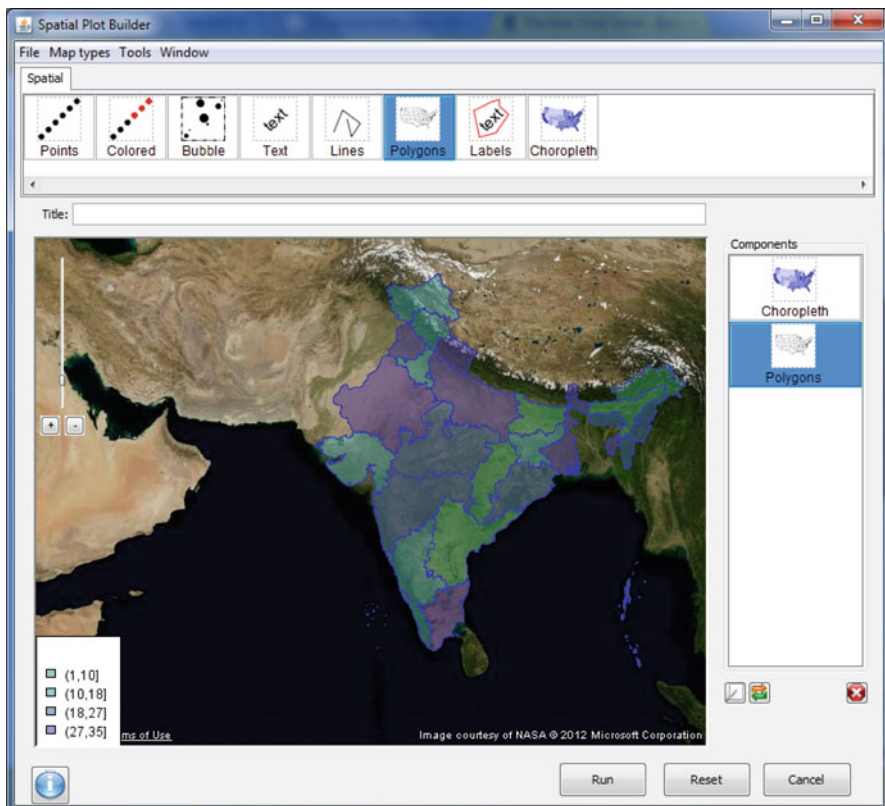 Spatial Plot Builder
File Map types Tools Window
Spatial
Points Colored Bubble Text Lines Polygons Labels Choropleth
text
text
Title:
Components
Choropleth
Polygons
+ -
(1,10]
(10,18]
(18,27]
(27,35]
ms of Use
Image courtesy of NASA © 2012 Microsoft Corporation
Run Reset Cancel